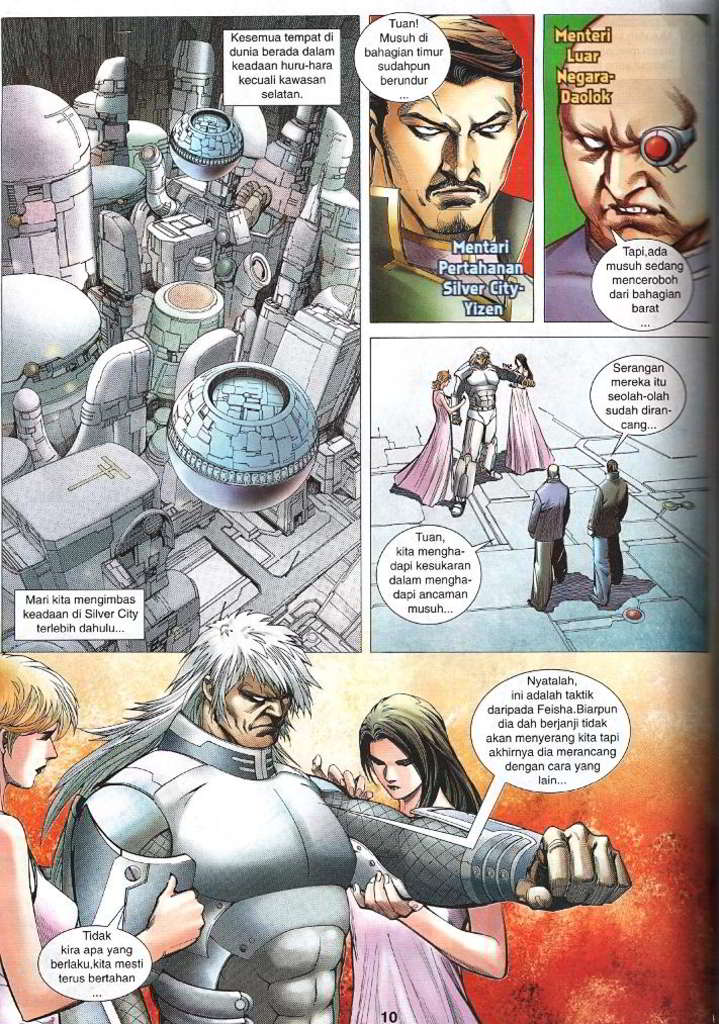 Kesemua tempat di
dunia berada dalam
keadaan huru-hara
kecuali kawasan
selatan.
Mari kita mengimbas
keadaan di Silver City
terlebih dahulu...
Tuan!
Musuh di
bahagian timur
sudahpun
berundur
...
Mentari
Pertahanan
Silver City-
Yizen
Menteri
Luar
Negara-
Daolok
Tapi,ada
musuh sedang
menceroboh
dari bahagian
barat
...
Serangan
mereka itu
seolah-olah
sudah diran-
cang...
Tuan,
kita mengha-
dapi kesukaran
dalam mengha-
dapi ancaman
musuh...
Nyatalah,
ini adalah taktik
daripada Feisha.Biarpun
dia dah berjanji tidak
akan menyerang kita tapi
akhirnya dia merancang
dengan cara yang
lain...
Tidak
kira apa yang
berlaku,kita mesti
terus bertahan
...
10